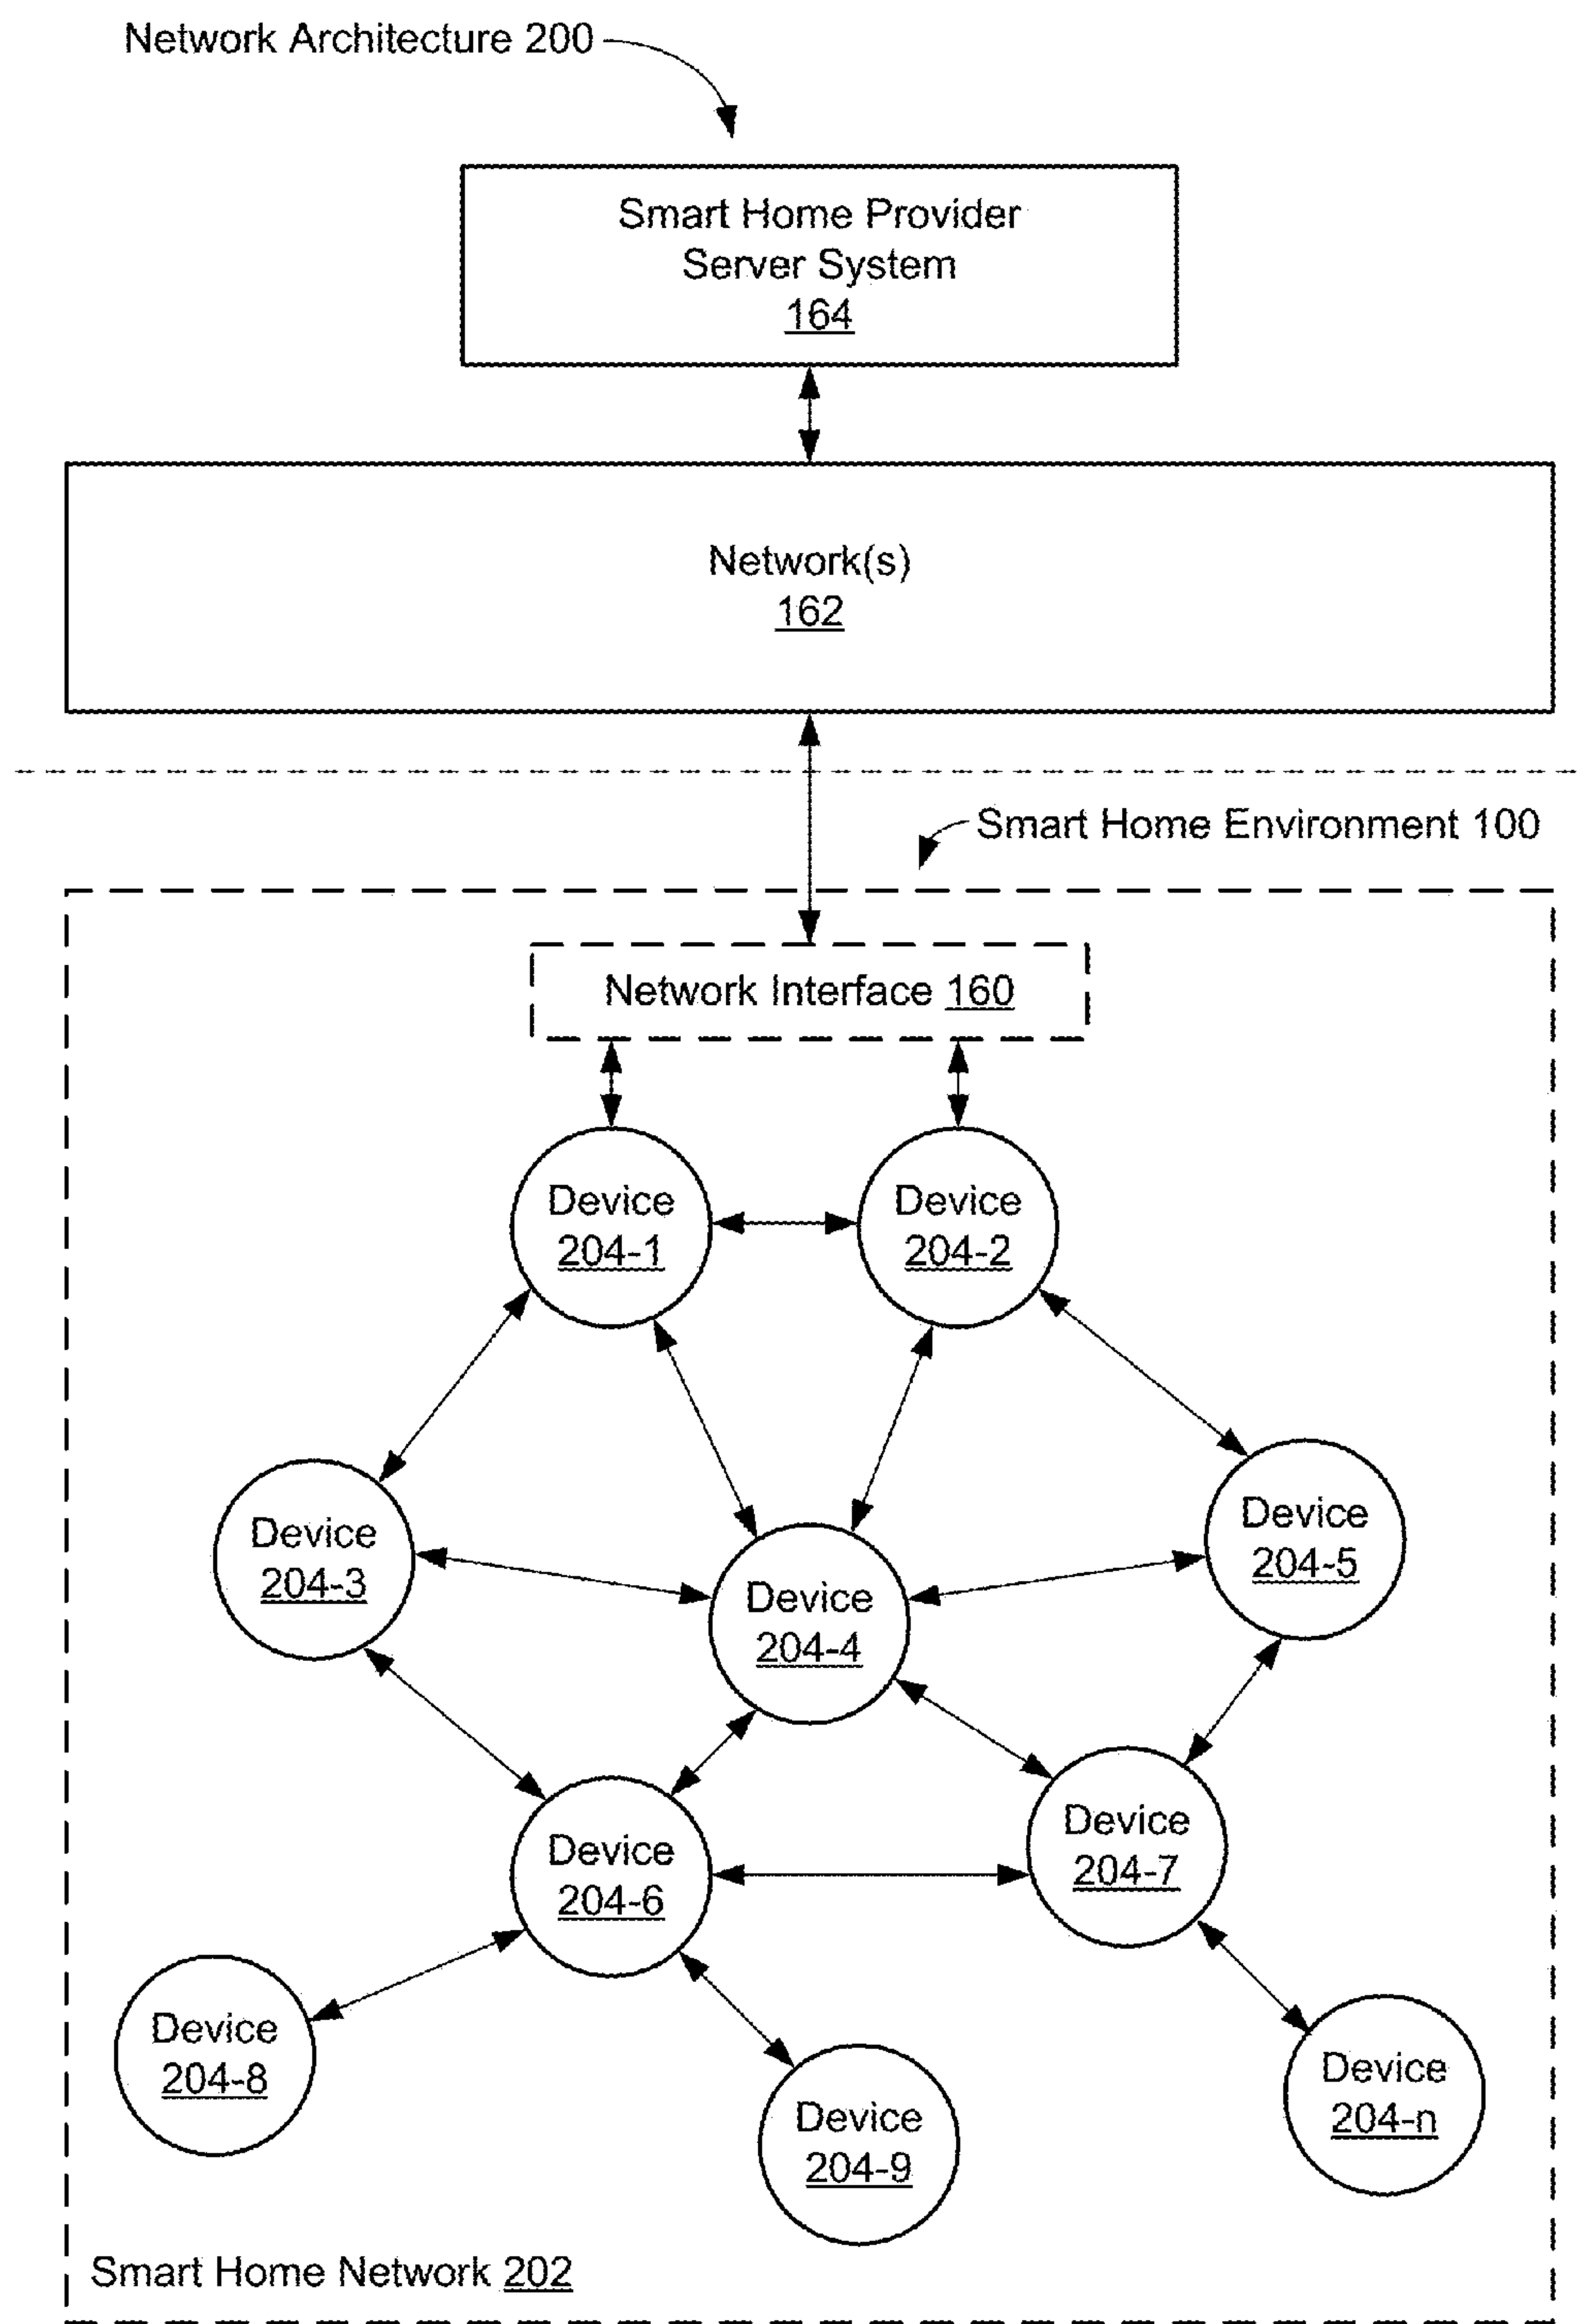 Network Architecture 200
Smart Home Provider
Server System
164
Network(s)
162
Smart Home Environment 100
Network Interface 160
Device
204-1
Device
204-2
Device
204-3
Device
204-4
Device
204-5
Device
204-6
Device
204-7
Device
204-8
Device
204-9
Device
204-n
Smart Home Network 202